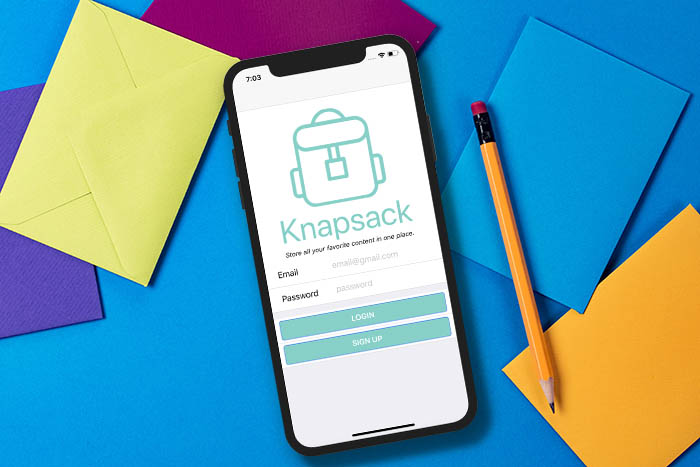 7:03
Knapsack
Store all your favorite content in one place.
Email email@gmail.com
Password password
LOGIN
SIGN UP